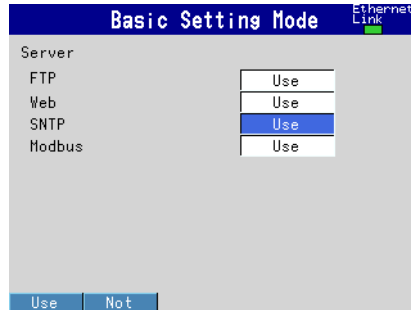 Basic Setting Mode
Ethernet
Link
Server
FTP Use
Web Use
SNTP Use
Modbus Use
Use Not